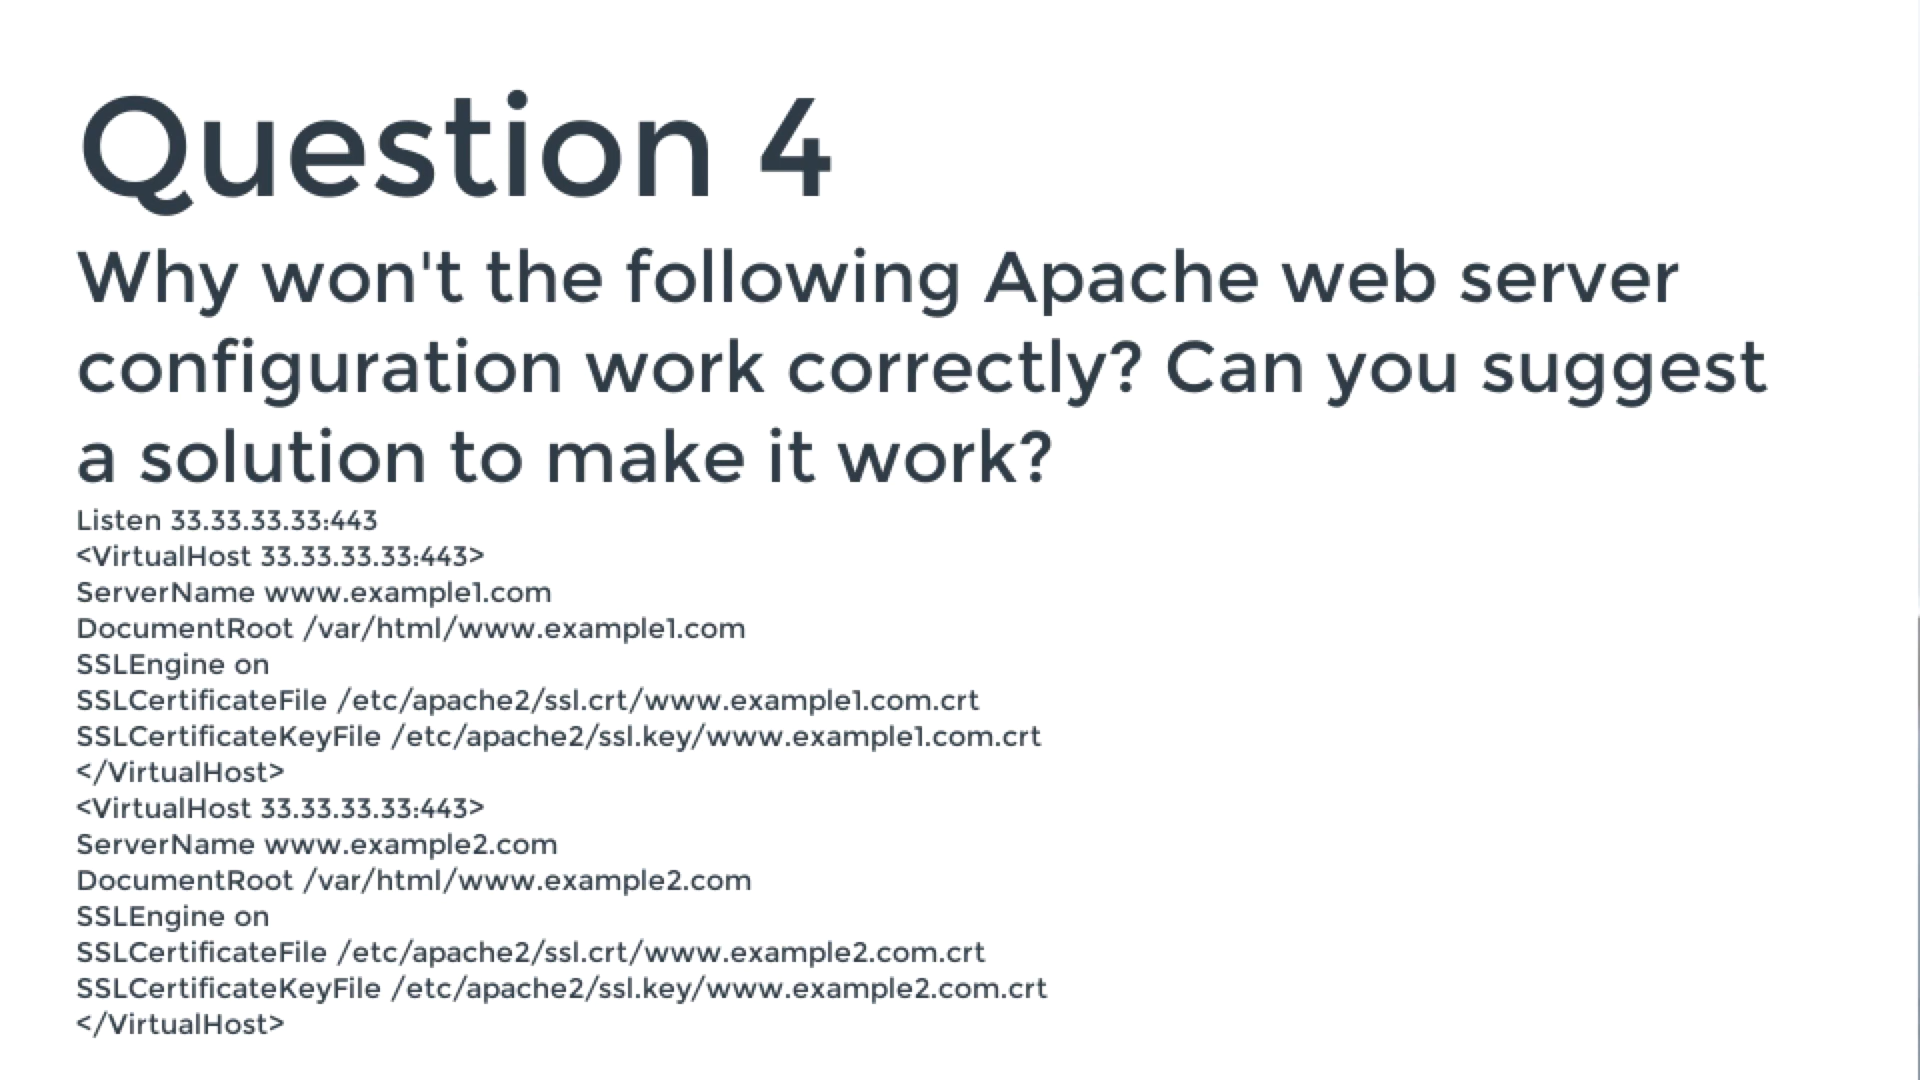 Question 4
Why won't the following Apache web server
configuration work correctly? Can you suggest
a solution to make it work?
Listen 33.33.33.33:443
<VirtualHost 33.33.33.33:443>
ServerName www.example1.com
DocumentRoot /var/html/www.example1.com
SSLEngine on
SSLCertificateFile /etc/apache2/ssl.crt/www.example1.com.crt
SSLCertificateKeyFile /etc/apache2/ssl.key/www.example1.com.crt
</VirtualHost>
<VirtualHost 33.33.33.33:443>
ServerName www.example2.com
DocumentRoot /var/html/www.example2.com
SSLEngine on
SSLCertificateFile /etc/apache2/ssl.crt/www.example2.com.crt
SSLCertificateKeyFile /etc/apache2/ssl.key/www.example2.com.crt
</VirtualHost>